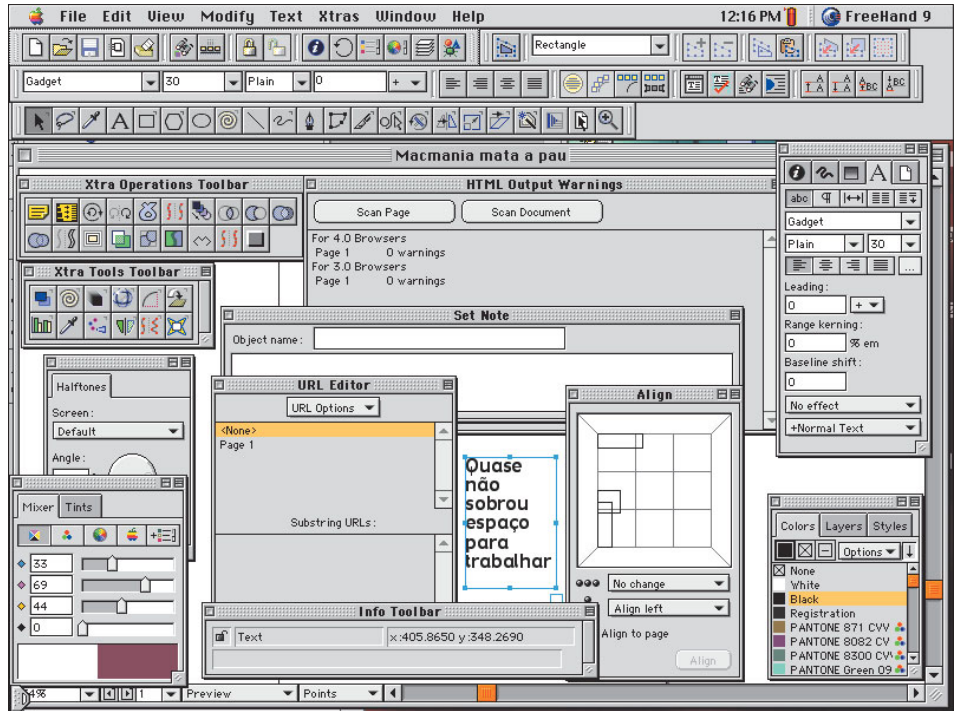 File Edit View Modify Text Xtras Window Help 12:16 PM FreeHand 9
Rectangle
Gadget 30 Plain 0 +
Macmania mata a pau
Xtra Operations Toolbar
HTML Output Warnings
Scan Page Scan Document
For 4.0 Browsers
Page 1 0 warnings
For 3.0 Browsers
Page 1 0 warnings
Xtra Tools Toolbar
Set Note
Object name:
Halftones
Screen:
Default
Angle:
URL Editor
URL Options
<None>
Page 1
Substring URLs:
Quase
não
sobrou
espaço
para
trabalhar
Align
No change
Align left
Align to page
Align
abc ¶
Gadget
Plain 30
...
Leading:
0 +
Range kerning:
0 % em
Baseline shift:
0
No effect
+Normal Text
Mixer Tints
33
69
44
0
Colors Layers Styles
Options
None
White
Black
Registration
PANTONE 871 CVV
PANTONE 8082 CV
PANTONE 8300 CV
PANTONE Green 09
Info Toolbar
Text x:405.8650 y:348.2690
1 Preview Points